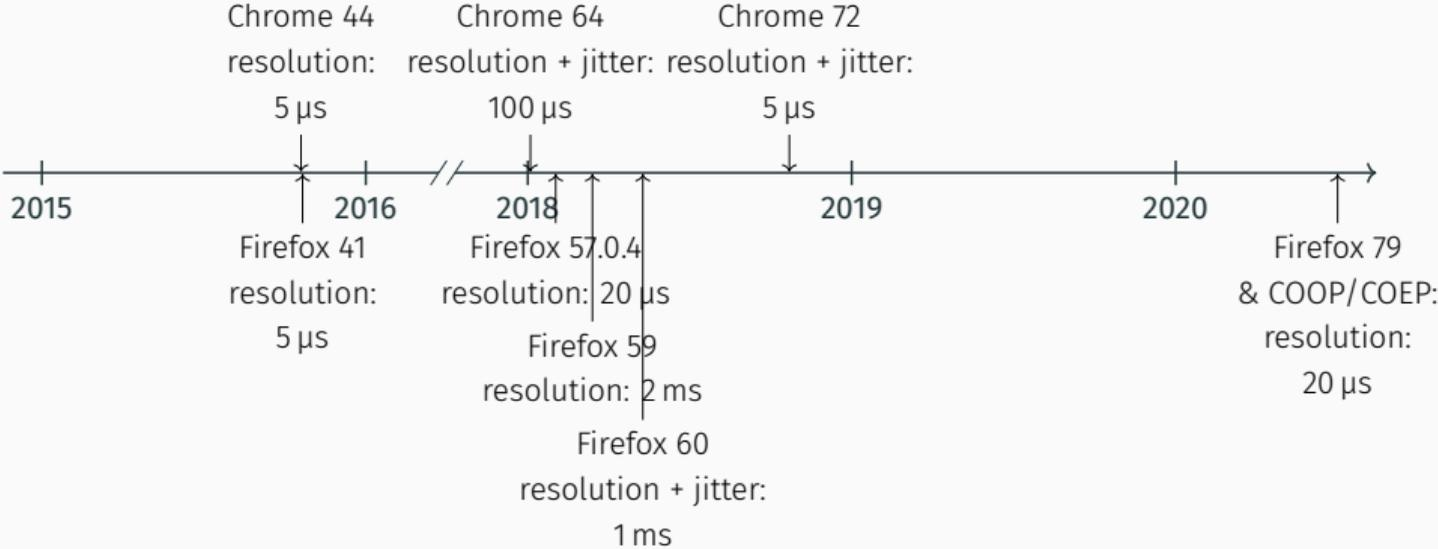 Chrome 44
resolution:
5 µs
Chrome 64
resolution + jitter:
100 µs
Chrome 72
resolution + jitter:
5 µs
2015
2016
2018
2019
2020
Firefox 41
resolution:
5 µs
Firefox 57.0.4
resolution: 20 µs
Firefox 59
resolution: 2 ms
Firefox 60
resolution + jitter:
1 ms
Firefox 79
& COOP/COEP:
resolution:
20 µs